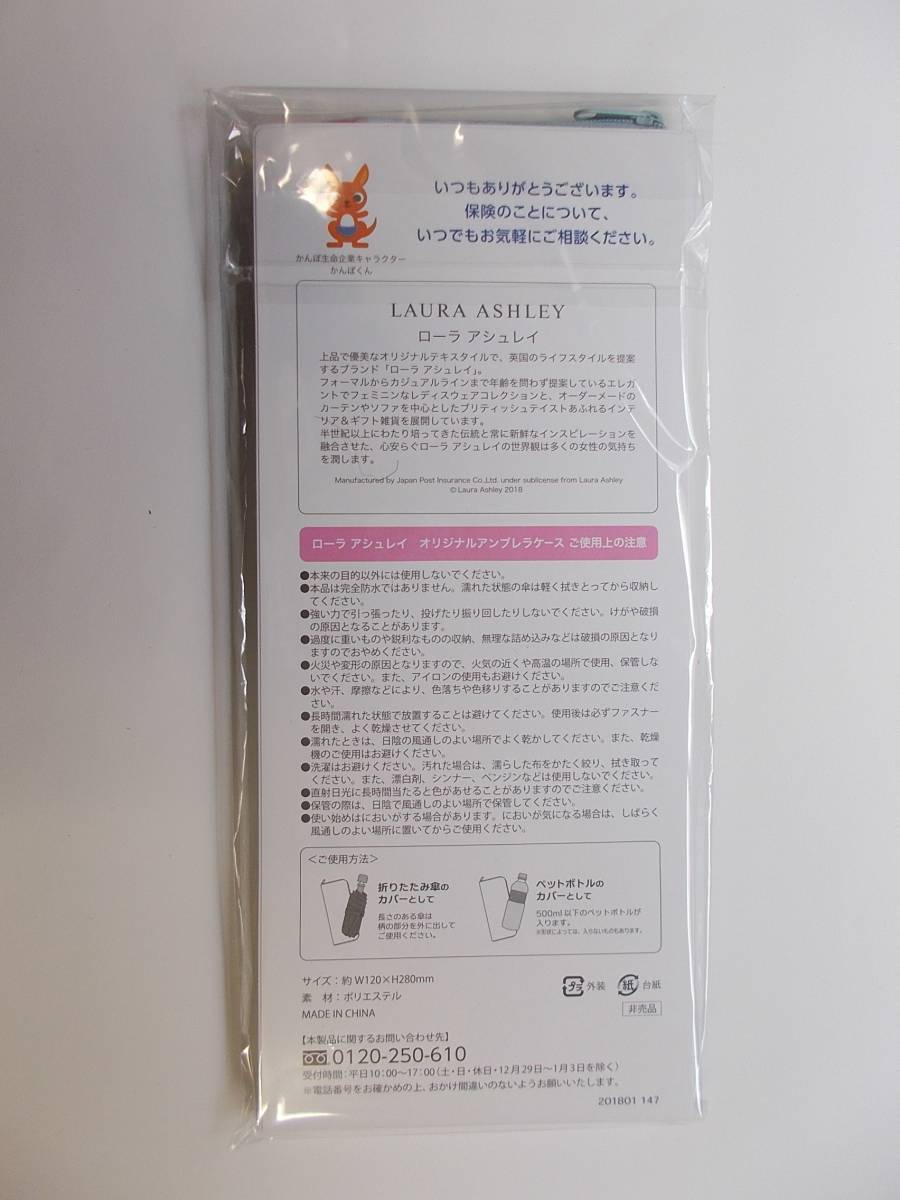 いつもありがとうございます。
保険のことについて、
いつでもお気軽にご相談ください。
かんぽ生命企業キャラクター
かんぽくん
LAURA ASHLEY
ローラ アシュレイ
上品で優美なオリジナルテキスタイルで、英国のライフスタイルを提案
するブランド「ローラ アシュレイ」。
フォーマルからカジュアルラインまで年齢を問わず提案しているエレガ
ントでフェミニンなレディスウェアコレクションと、オーダーメードの
カーテンやソファを中心としたブリティッシュテイストあふれるインテ
リア&ギフト雑貨を展開しています。
半世紀以上にわたり培ってきた伝統と常に新鮮なインスピレーションを
融合させた、心安らぐローラ アシュレイの世界観は多くの女性の気持ち
を潤します。
Manufactured by Japan Post Insurance Co.,Ltd. under sublicense from Laura Ashley
© Laura Ashley 2018
ローラ アシュレイ　オリジナルアンブレラケース ご使用上の注意
●本来の目的以外には使用しないでください。
●本品は完全防水ではありません。濡れた状態の傘は軽く拭きとってから収納し
てください。
●強い力で引っ張ったり、投げたり振り回したりしないでください。けがや破損
の原因となることがあります。
●過度に重いものや鋭利なものの収納、無理な詰め込みなどは破損の原因となり
ますのでおやめください。
●火災や変形の原因となりますので、火気の近くや高温の場所で使用、保管しな
いでください。また、アイロンの使用もお避けください。
●水や汗、摩擦などにより、色落ちや色移りすることがありますのでご注意くだ
さい。
●長時間濡れた状態で放置することは避けてください。使用後は必ずファスナー
を開き、よく乾燥させてください。
●濡れたときは、日陰の風通しのよい場所でよく乾かしてください。また、乾燥
機のご使用はお避けください。
●洗濯はお避けください。汚れた場合は、濡らした布をかたく絞り、拭き取って
ください。また、漂白剤、シンナー、ベンジンなどは使用しないでください。
●直射日光に長時間当たると色があせることがありますのでご注意ください。
●保管の際は、日陰で風通しのよい場所で保管してください。
●使い始めはにおいがする場合があります。においが気になる場合は、しばらく
風通しのよい場所に置いてからご使用ください。
<ご使用方法>
折りたたみ傘の
カバーとして
長さのある傘は
柄の部分を外に出して
ご使用ください。
ペットボトルの
カバーとして
500ml以下のペットボトルが
入ります。
※形状によっては、入らないものもあります。
サイズ：約 W120×H280mm
素 材：ポリエステル
MADE IN CHINA
プラ 外装
紙 台紙
非売品
【本製品に関するお問い合わせ先】
0120-250-610
受付時間：平日10：00～17：00（土・日・休日・12月29日～1月3日を除く）
※電話番号をお確かめの上、おかけ間違いのないようお願いいたします。
201801 147